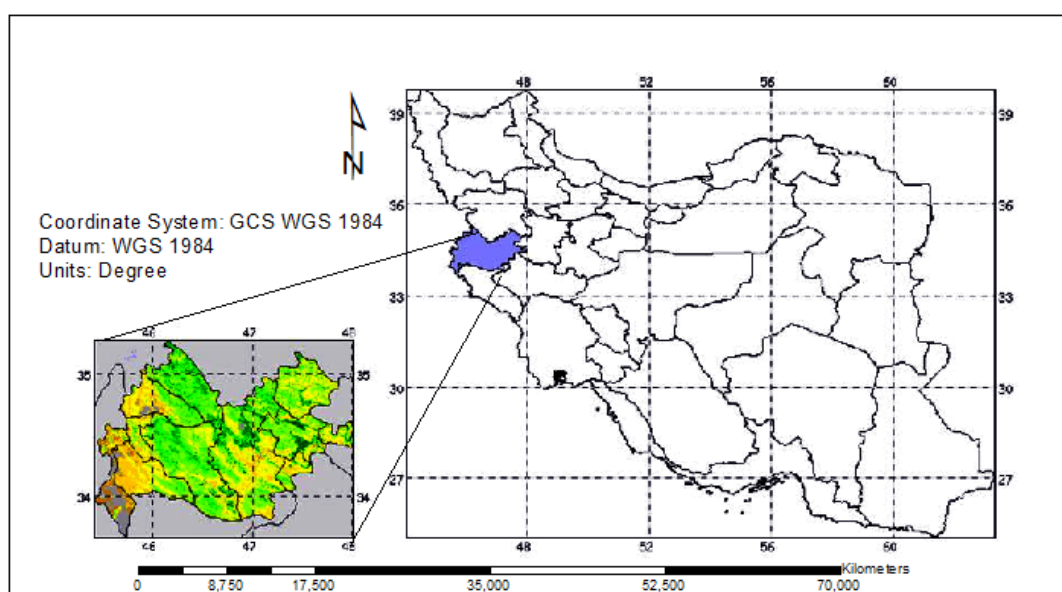 48 52 56 60
39 39
36 36
33 33
30 30
27 27
48 52 56 60
N
Coordinate System: GCS WGS 1984
Datum: WGS 1984
Units: Degree
46 47 48
35 35
34 34
46 47 48
Kilometers
0 8,750 17,500 35,000 52,500 70,000